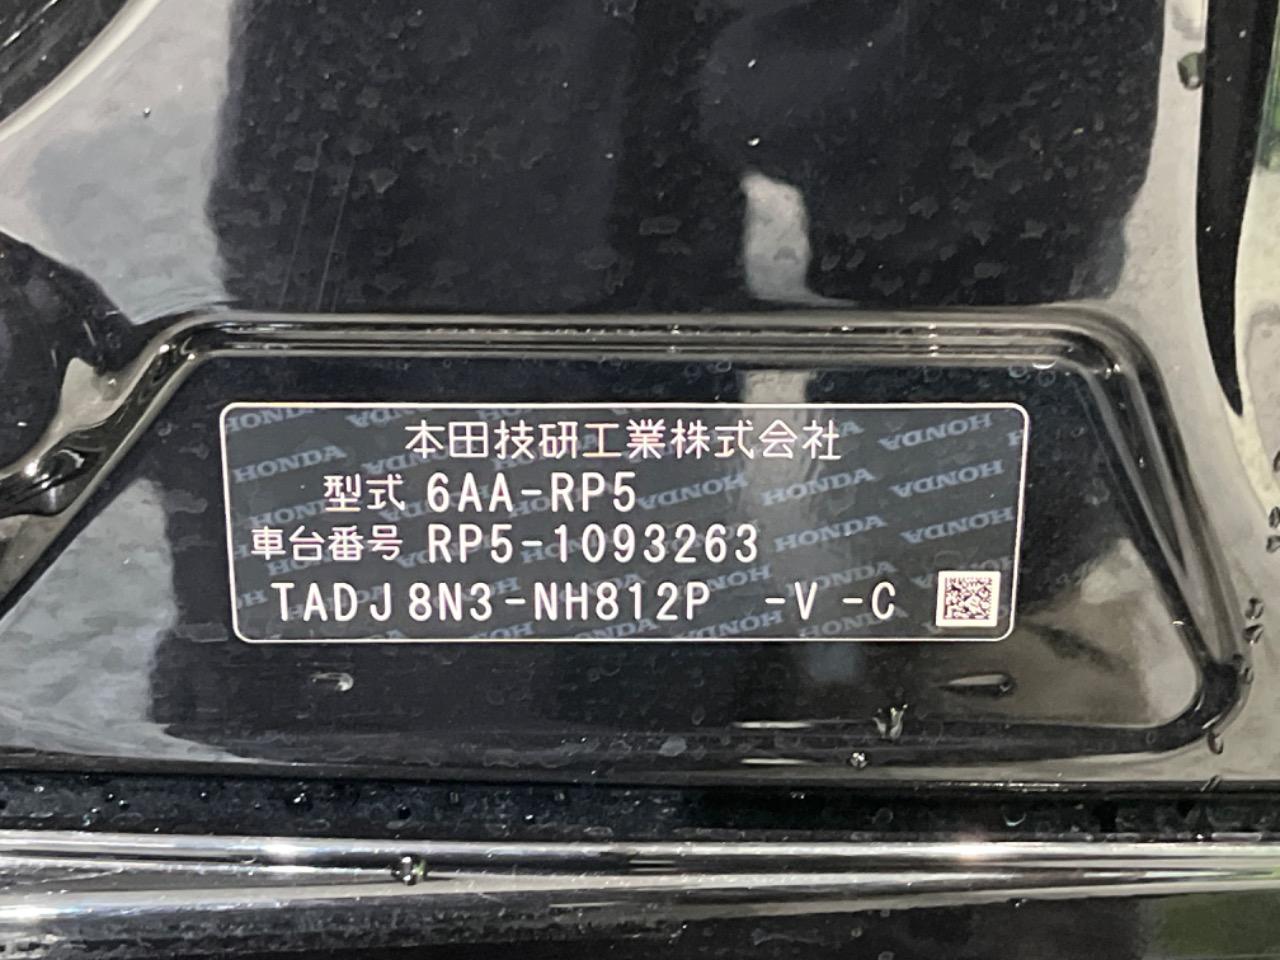 本田技研工業株式会社
型式 6AA-RP5
車台番号 RP5-1093263
TADJ8N3-NH812P -V -C
HONDA